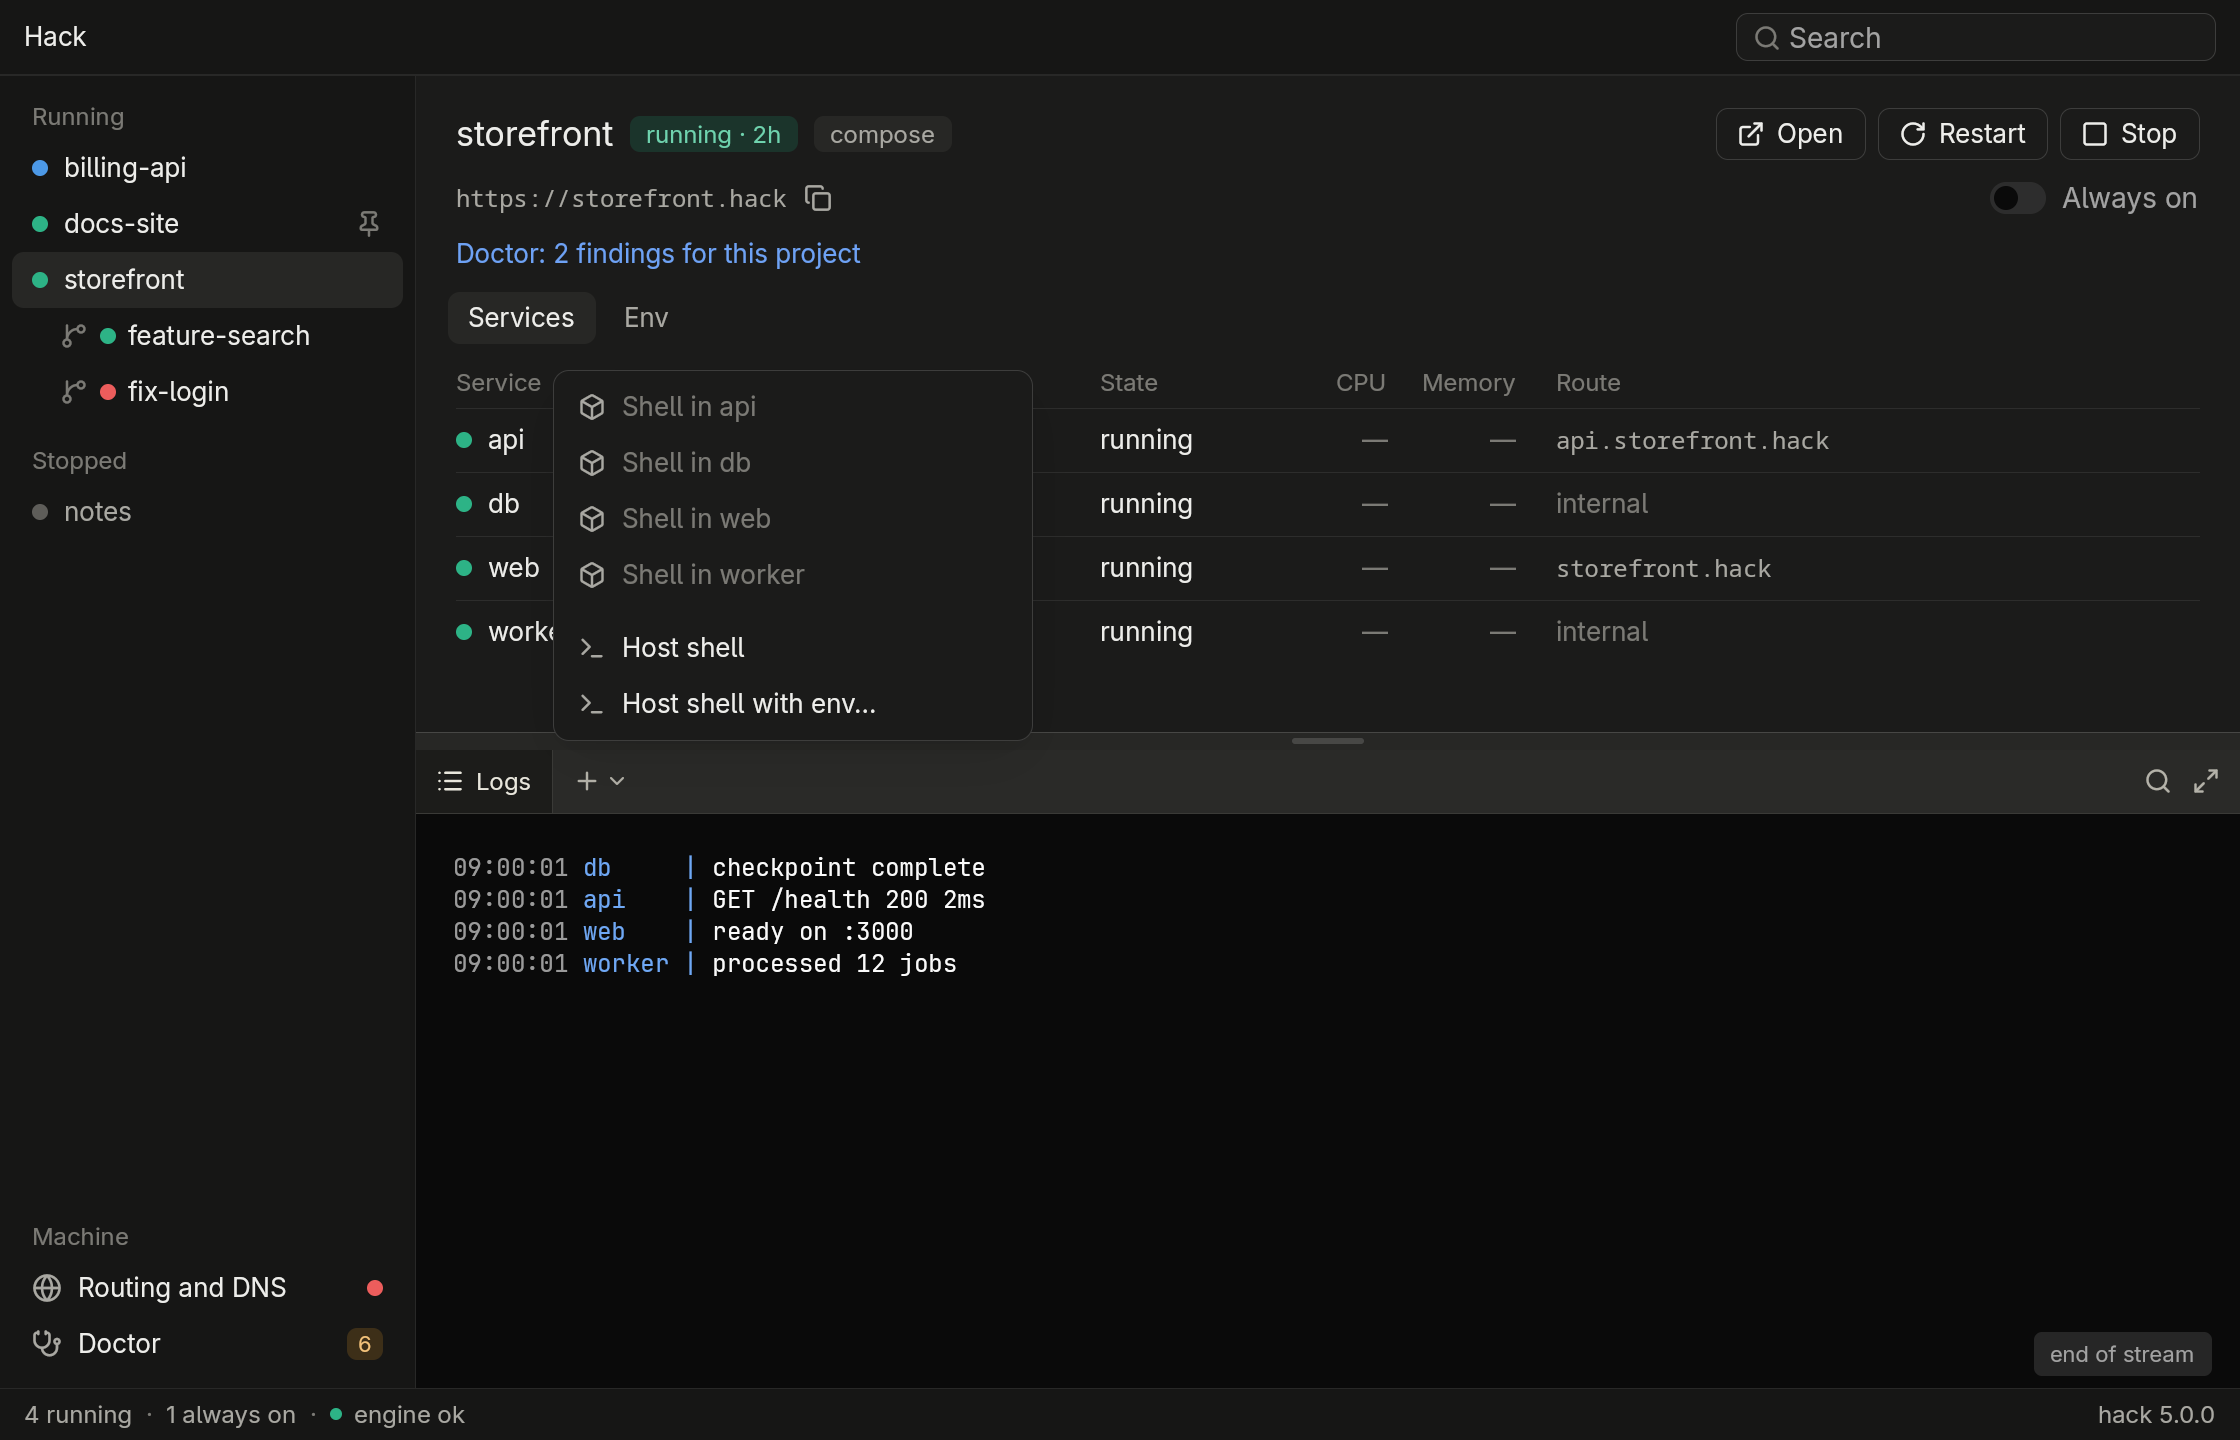 Hack
Search
Running
billing-api
docs-site
storefront
feature-search
fix-login
Stopped
notes
Machine
Routing and DNS
Doctor 6
storefront running · 2h compose
Open Restart Stop
https://storefront.hack
Always on
Doctor: 2 findings for this project
Services Env
Service State CPU Memory Route
api running — — api.storefront.hack
db running — — internal
web running — — storefront.hack
worke running — — internal
Shell in api
Shell in db
Shell in web
Shell in worker
Host shell
Host shell with env...
Logs
09:00:01 db | checkpoint complete
09:00:01 api | GET /health 200 2ms
09:00:01 web | ready on :3000
09:00:01 worker | processed 12 jobs
end of stream
4 running · 1 always on · engine ok
hack 5.0.0